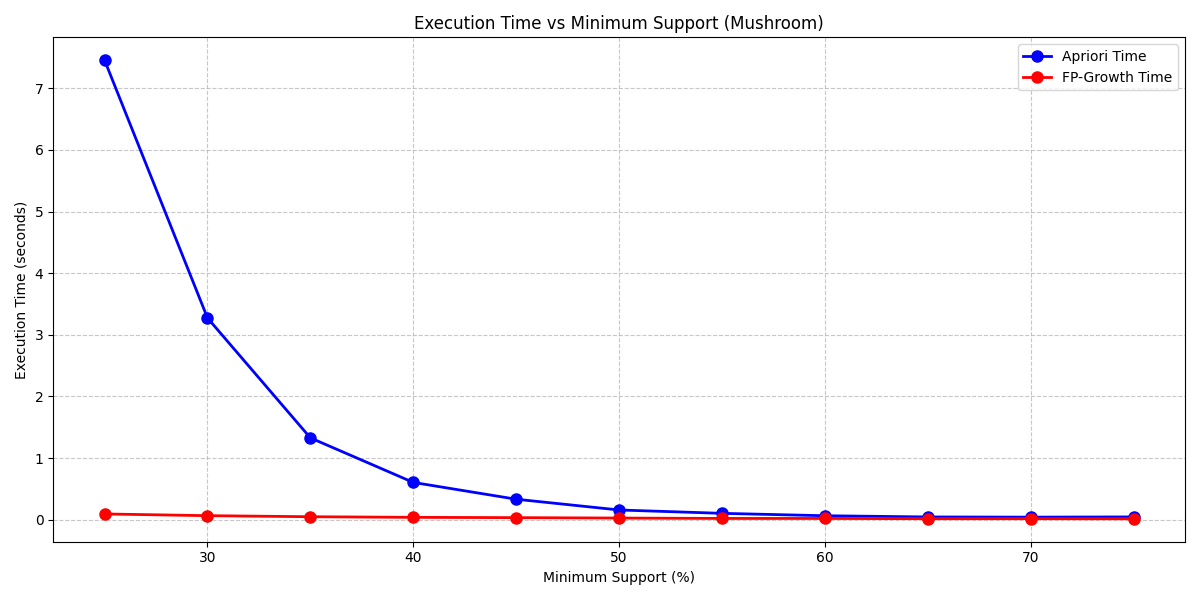 Execution Time vs Minimum Support (Mushroom)
Apriori Time
FP-Growth Time
Execution Time (seconds)
7
6
5
4
3
2
1
0
30 40 50 60 70
Minimum Support (%)